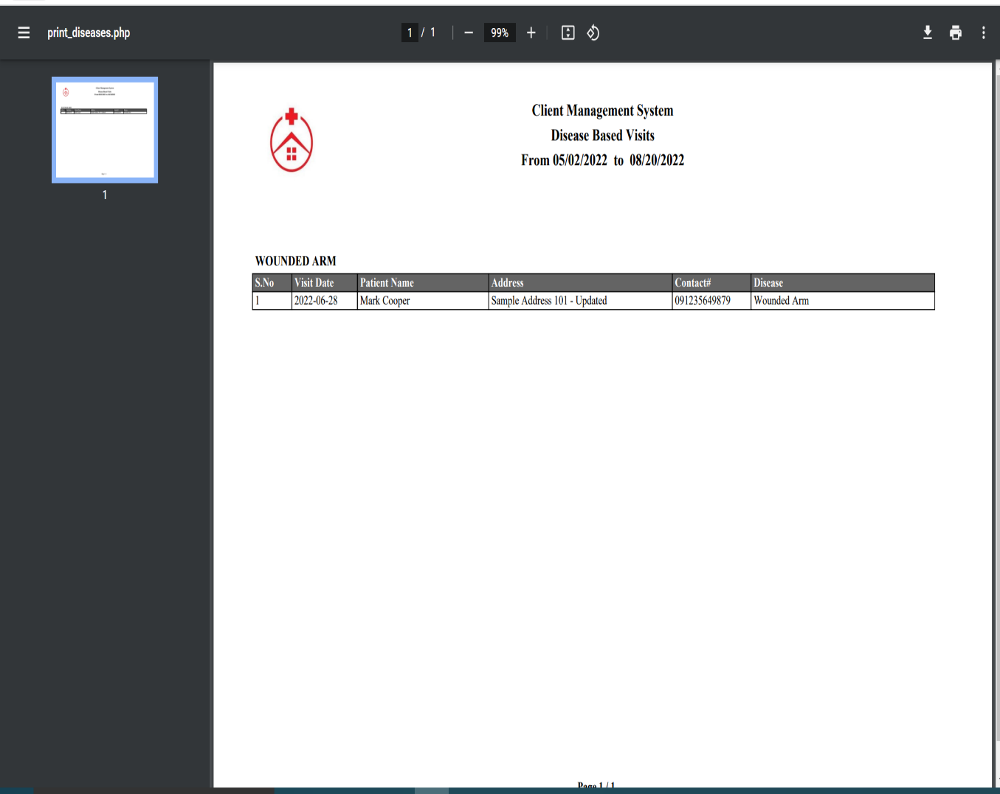 print_diseases.php
1 / 1
99%
1
Client Management System
Disease Based Visits
From 05/02/2022 to 08/20/2022
WOUNDED ARM
S.No Visit Date Patient Name Address Contact# Disease
1 2022-06-28 Mark Cooper Sample Address 101 - Updated 091235649879 Wounded Arm
Page 1 / 1